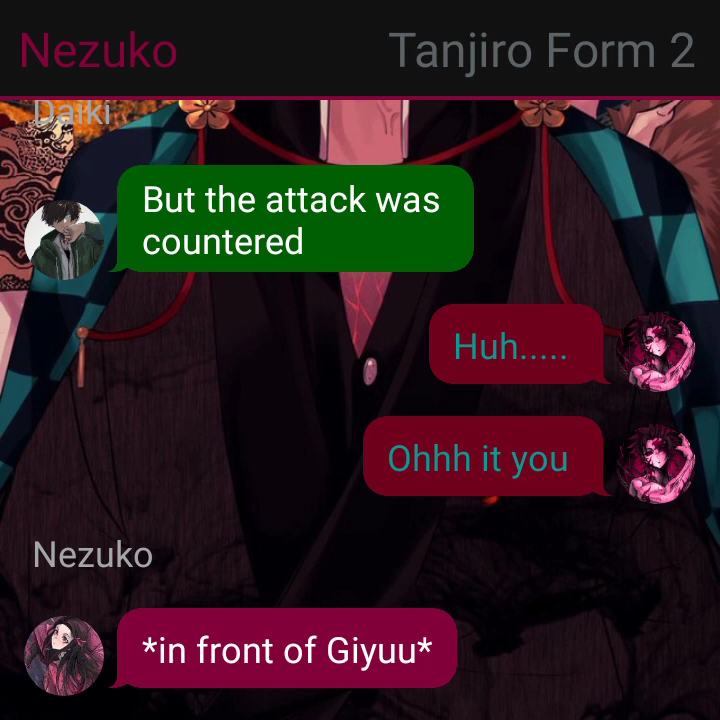 Nezuko
Tanjiro Form 2
Daiki
But the attack was
countered
Huh.....
Ohhh it you
Nezuko
*in front of Giyuu*